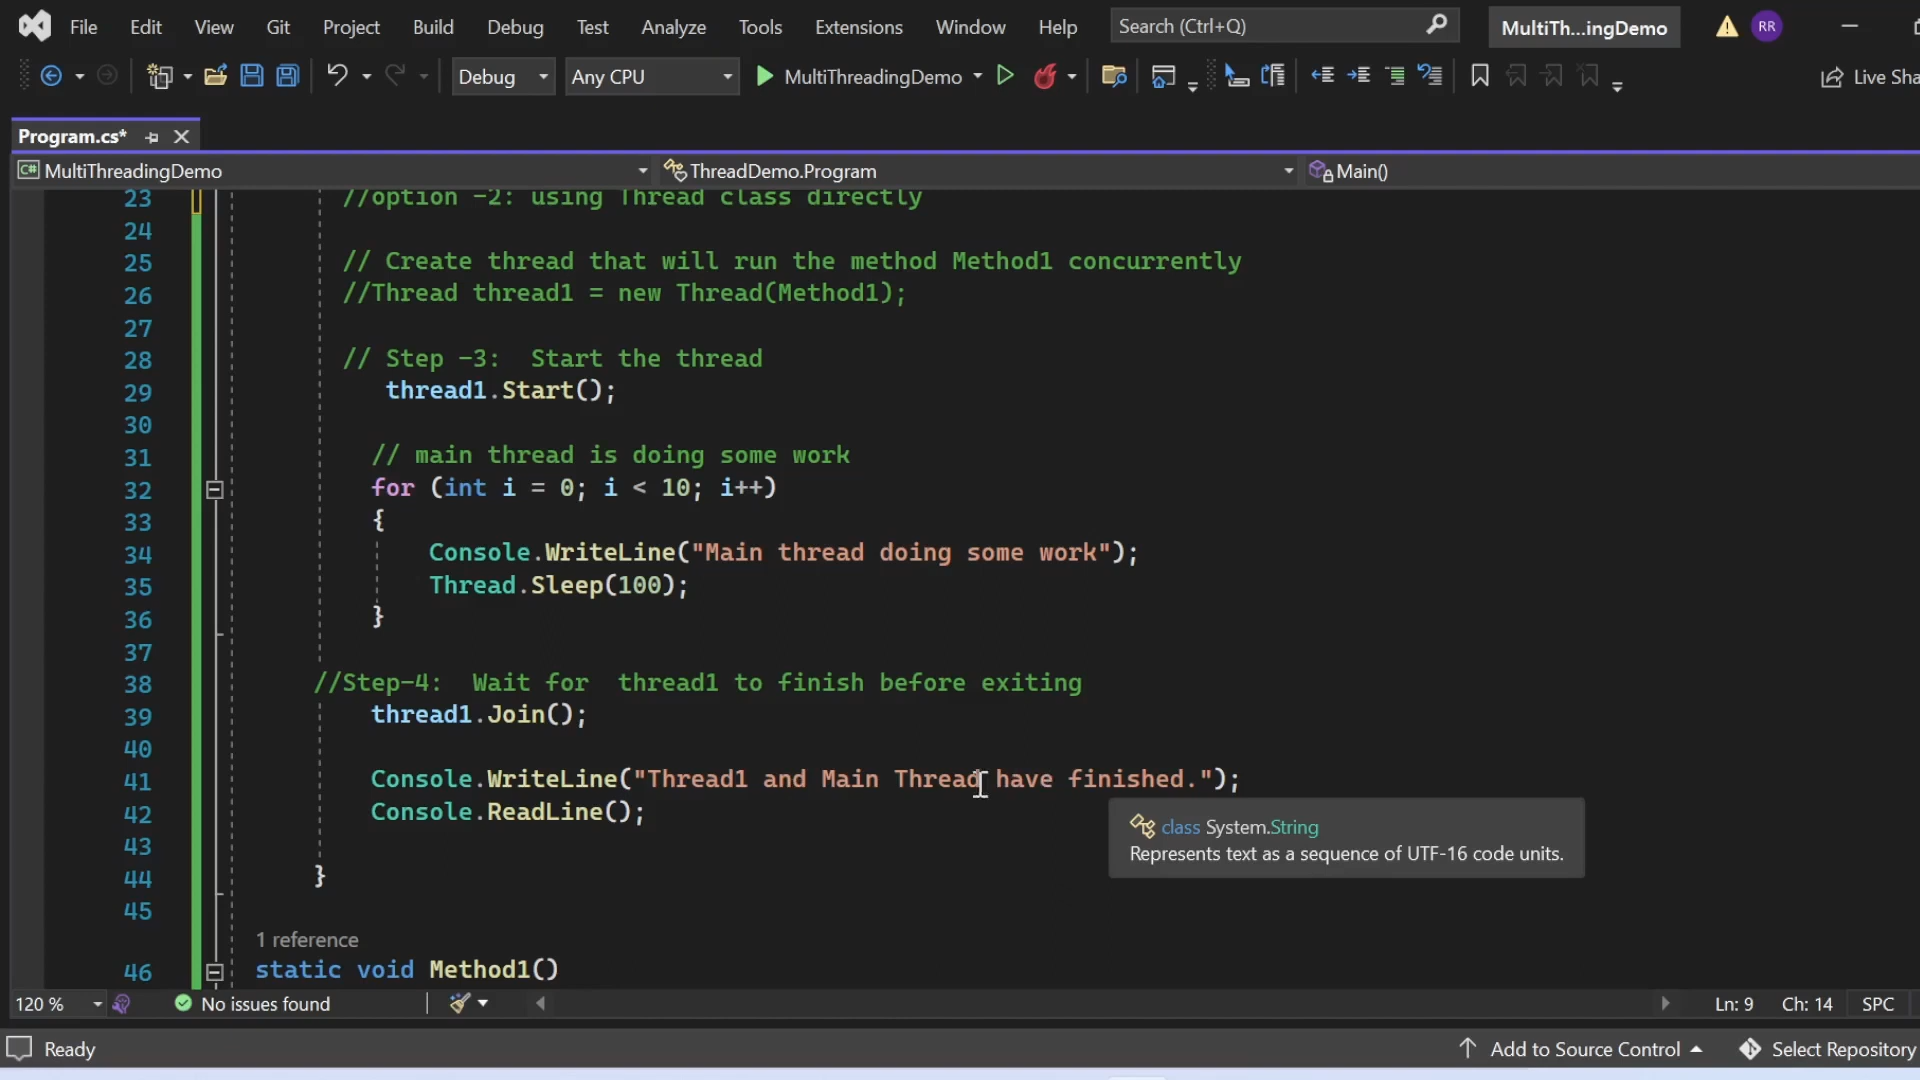 File Edit View Git Project Build Debug Test Analyze Tools Extensions Window Help Search (Ctrl+Q) MultiTh...ingDemo RR
Debug Any CPU MultiThreadingDemo Live Sha
Program.cs*
C# MultiThreadingDemo ThreadDemo.Program Main()
23 //option -2: using Thread class directly
24
25 // Create thread that will run the method Method1 concurrently
26 //Thread thread1 = new Thread(Method1);
27
28 // Step -3:  Start the thread
29 thread1.Start();
30
31 // main thread is doing some work
32 for (int i = 0; i < 10; i++)
33 {
34 Console.WriteLine("Main thread doing some work");
35 Thread.Sleep(100);
36 }
37
38 //Step-4:  Wait for  thread1 to finish before exiting
39 thread1.Join();
40
41 Console.WriteLine("Thread1 and Main Thread have finished.");
42 Console.ReadLine();
class System.String
Represents text as a sequence of UTF-16 code units.
43
44 }
45
1 reference
46 static void Method1()
120 % No issues found Ln: 9 Ch: 14 SPC
Ready Add to Source Control Select Repository